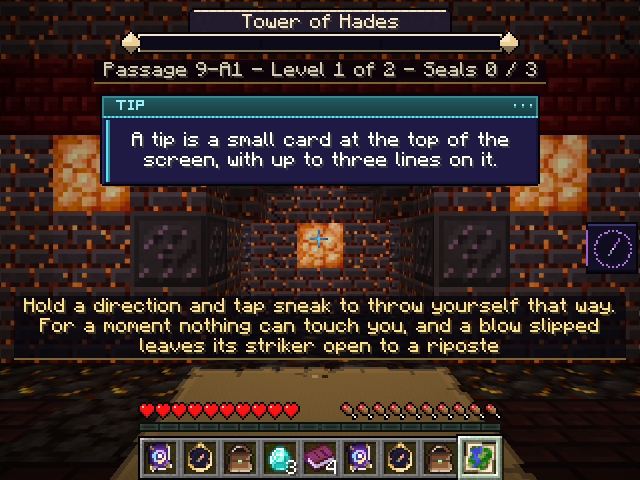 Tower of Hades
Passage 9-A1 - Level 1 of 2 - Seals 0 / 3
TIP ...
A tip is a small card at the top of the
screen, with up to three lines on it.
Hold a direction and tap sneak to throw yourself that way.
For a moment nothing can touch you, and a blow slipped
leaves its striker open to a riposte
3
4